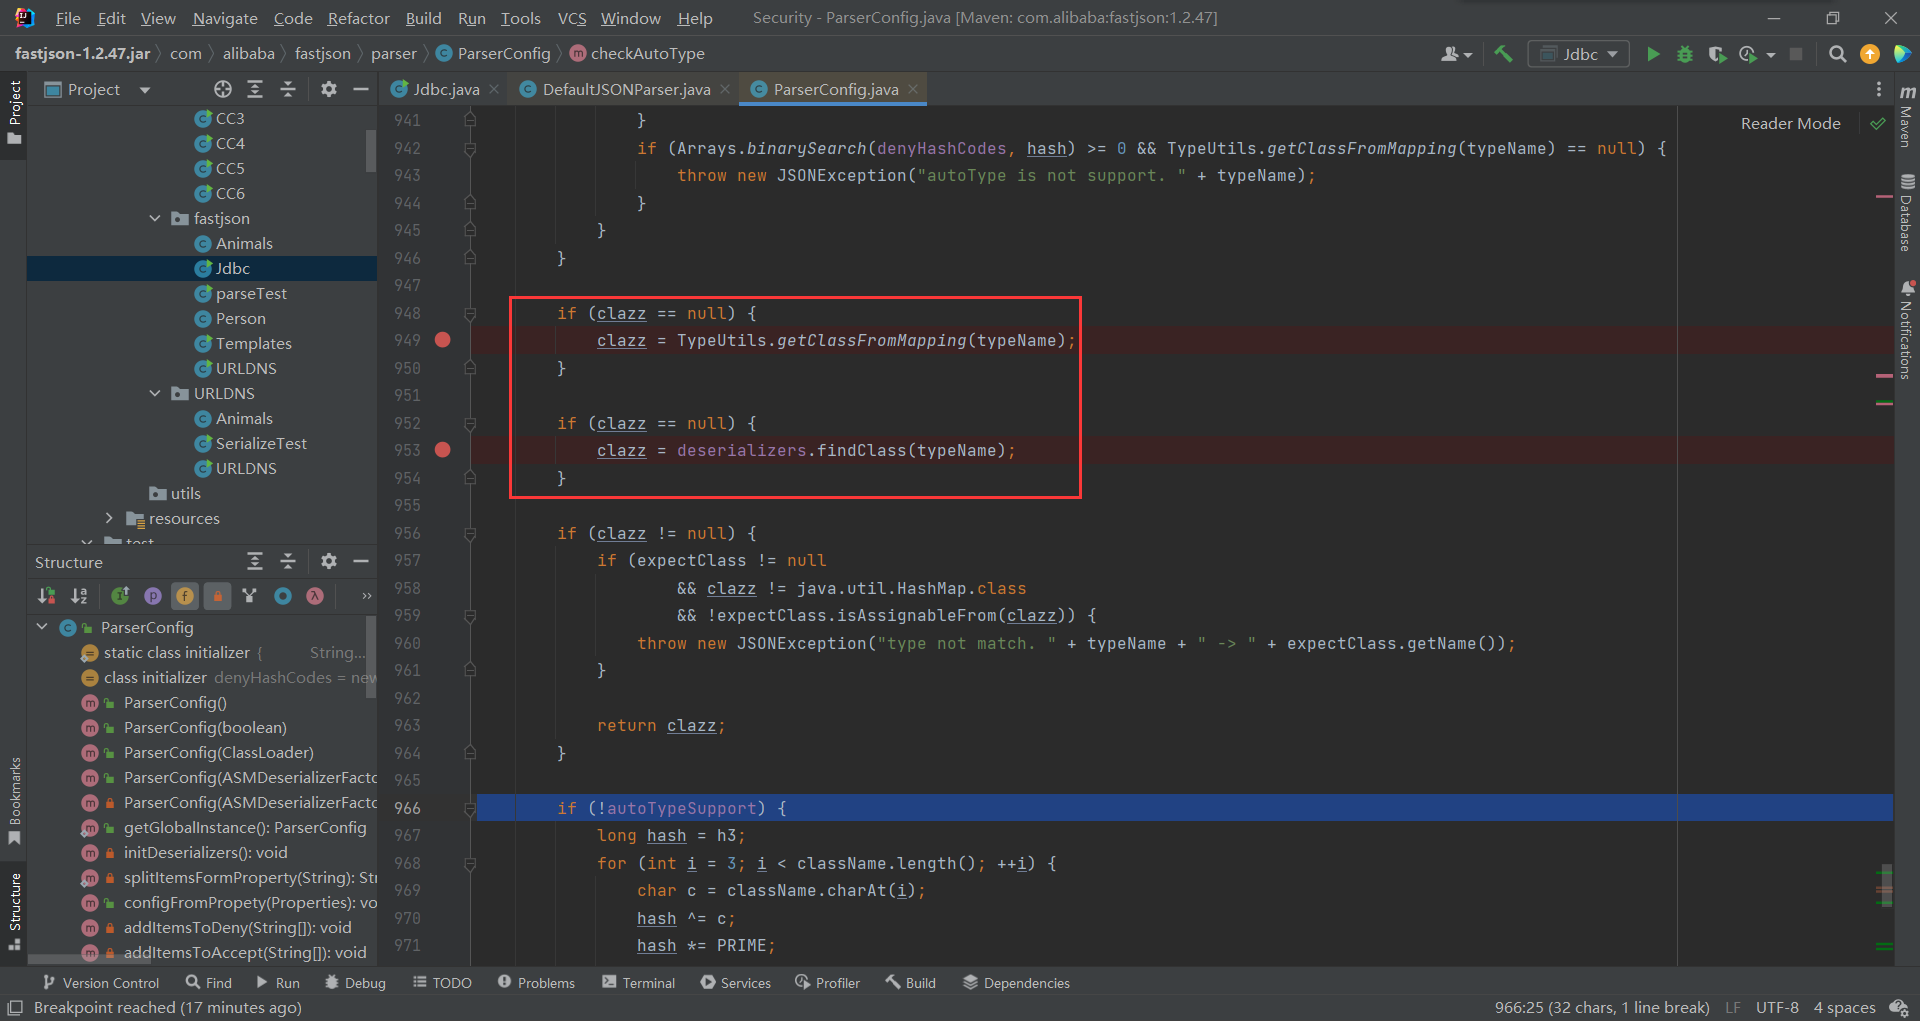 File Edit View Navigate Code Refactor Build Run Tools VCS Window Help Security - ParserConfig.java [Maven: com.alibaba:fastjson:1.2.47]
fastjson-1.2.47.jar com alibaba fastjson parser ParserConfig checkAutoType Jdbc
Project
Project
Jdbc.java DefaultJSONParser.java ParserConfig.java
Reader Mode
CC3
CC4
CC5
CC6
fastjson
Animals
Jdbc
parseTest
Person
Templates
URLDNS
URLDNS
Animals
SerializeTest
URLDNS
utils
resources
test
Structure
ParserConfig
static class initializer { String...
class initializer denyHashCodes = new
ParserConfig()
ParserConfig(boolean)
ParserConfig(ClassLoader)
ParserConfig(ASMDeserializerFacto
ParserConfig(ASMDeserializerFacto
getGlobalInstance(): ParserConfig
initDeserializers(): void
splitItemsFormProperty(String): Str
configFromPropety(Properties): vo
addItemsToDeny(String[]): void
addItemsToAccept(String[]): void
Bookmarks
Structure
941 }
942 if (Arrays.binarySearch(denyHashCodes, hash) >= 0 && TypeUtils.getClassFromMapping(typeName) == null) {
943 throw new JSONException("autoType is not support. " + typeName);
944 }
945 }
946 }
947
948 if (clazz == null) {
949 clazz = TypeUtils.getClassFromMapping(typeName);
950 }
951
952 if (clazz == null) {
953 clazz = deserializers.findClass(typeName);
954 }
955
956 if (clazz != null) {
957 if (expectClass != null
958 && clazz != java.util.HashMap.class
959 && !expectClass.isAssignableFrom(clazz)) {
960 throw new JSONException("type not match. " + typeName + " -> " + expectClass.getName());
961 }
962
963 return clazz;
964 }
965
966 if (!autoTypeSupport) {
967 long hash = h3;
968 for (int i = 3; i < className.length(); ++i) {
969 char c = className.charAt(i);
970 hash ^= c;
971 hash *= PRIME;
Maven
Database
Notifications
Version Control Find Run Debug TODO Problems Terminal Services Profiler Build Dependencies
Breakpoint reached (17 minutes ago) 966:25 (32 chars, 1 line break) LF UTF-8 4 spaces